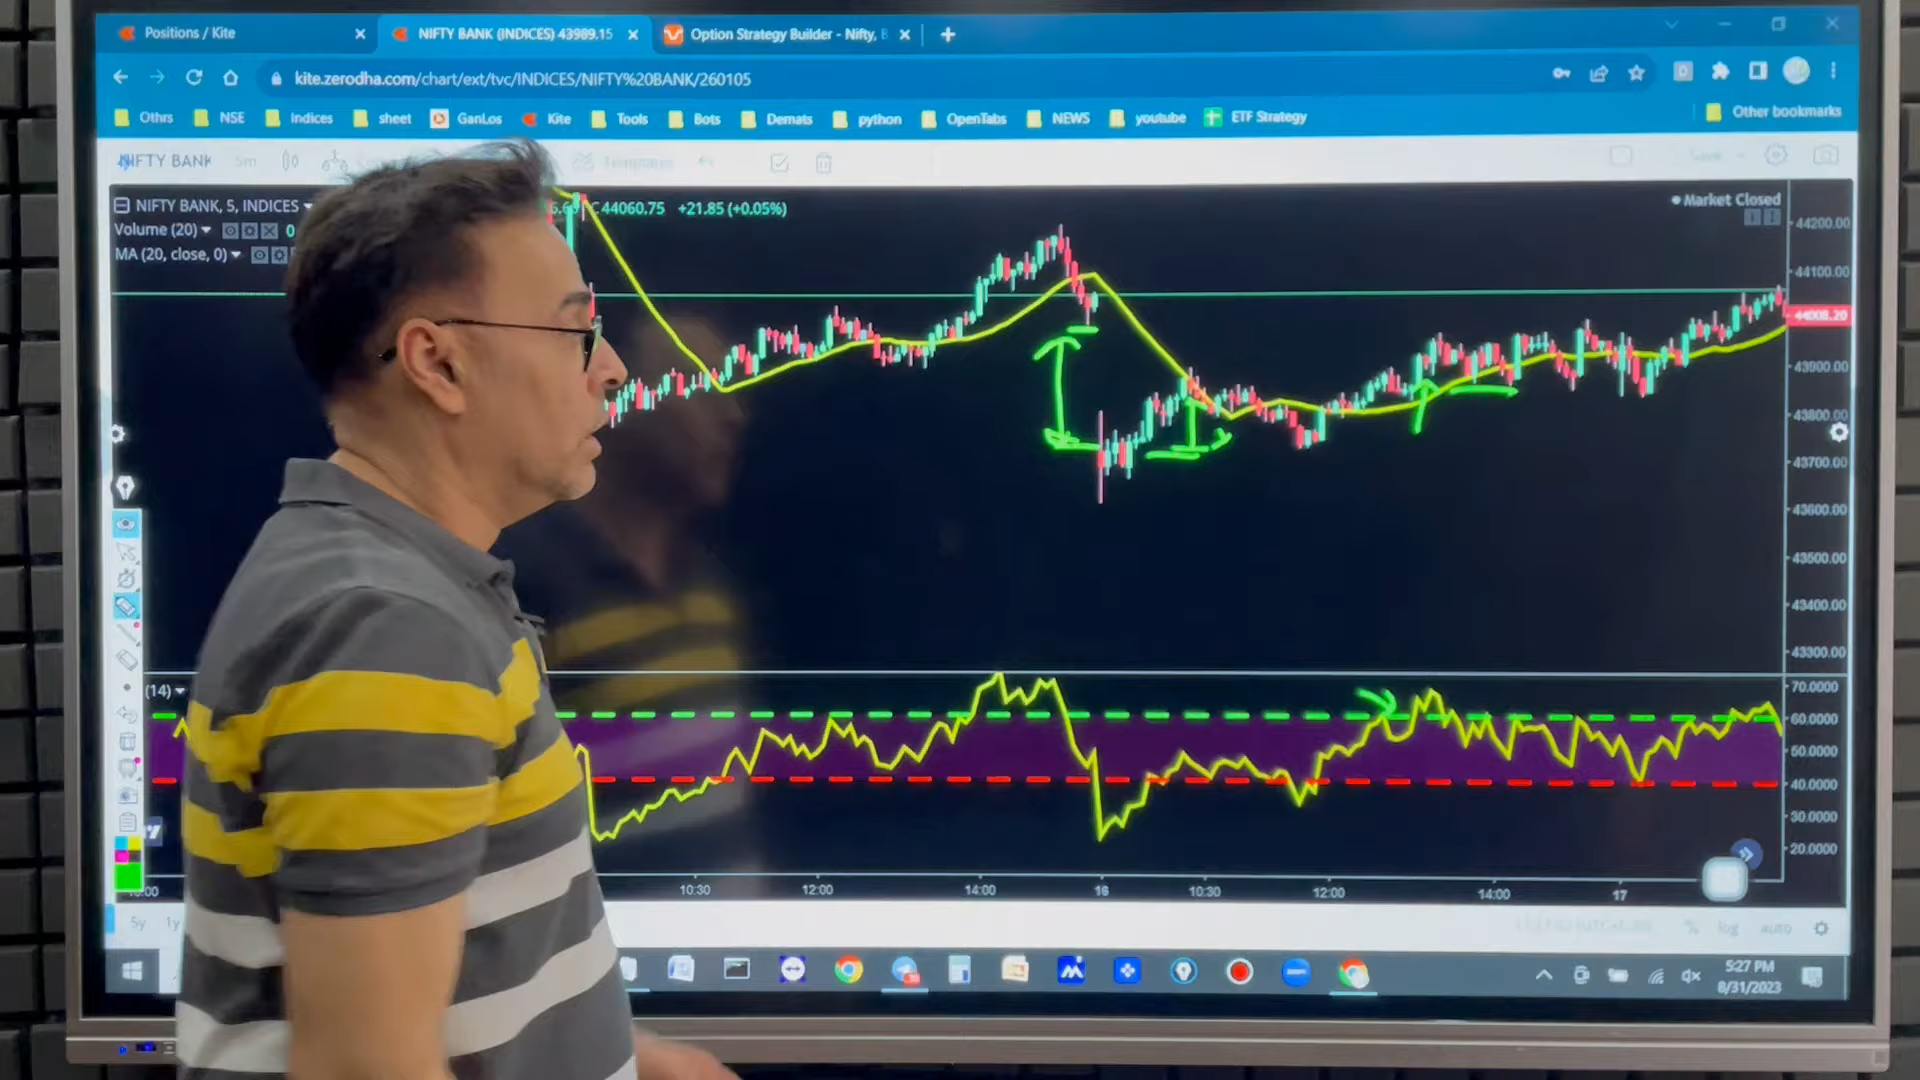 Positions / Kite
NIFTY BANK (INDICES) 43989.15
Option Strategy Builder - Nifty, B
kite.zerodha.com/chart/ext/tvc/INDICES/NIFTY%20BANK/260105
Othrs
NSE
Indices
sheet
GanLos
Kite
Tools
Bots
Demats
python
OpenTabs
NEWS
youtube
ETF Strategy
Other bookmarks
NIFTY BANK
5m
Templates
Save
NIFTY BANK, 5, INDICES
C44060.75 +21.85 (+0.05%)
Market Closed
Volume (20)
0
MA (20, close, 0)
44200.00
44100.00
44008.20
43900.00
43800.00
43700.00
43600.00
43500.00
43400.00
43300.00
(14)
70.0000
60.0000
50.0000
40.0000
30.0000
20.0000
10:30
12:00
14:00
16
10:30
12:00
14:00
17
5y
1y
%
log
auto
5:27 PM
8/31/2023